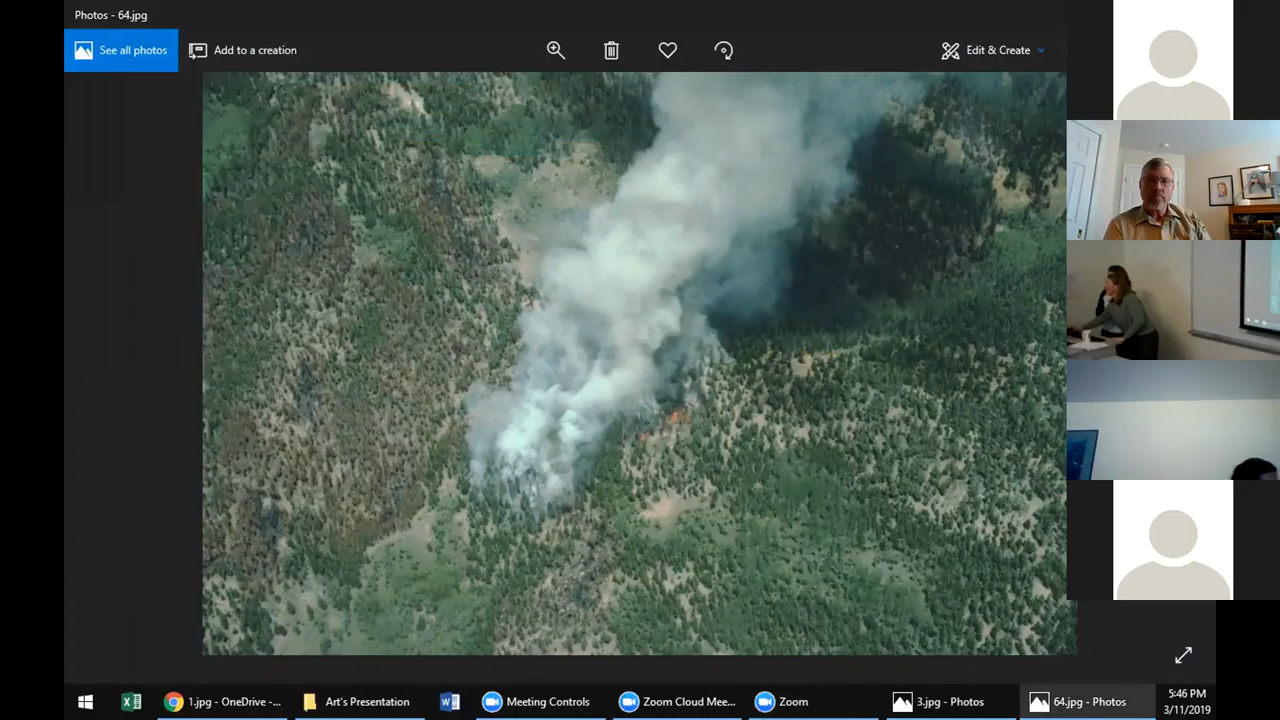 Photos - 64.jpg
See all photos
Add to a creation
Edit & Create
1.jpg - OneDrive -...
Art's Presentation
Meeting Controls
Zoom Cloud Mee...
Zoom
3.jpg - Photos
64.jpg - Photos
5:46 PM
3/11/2019